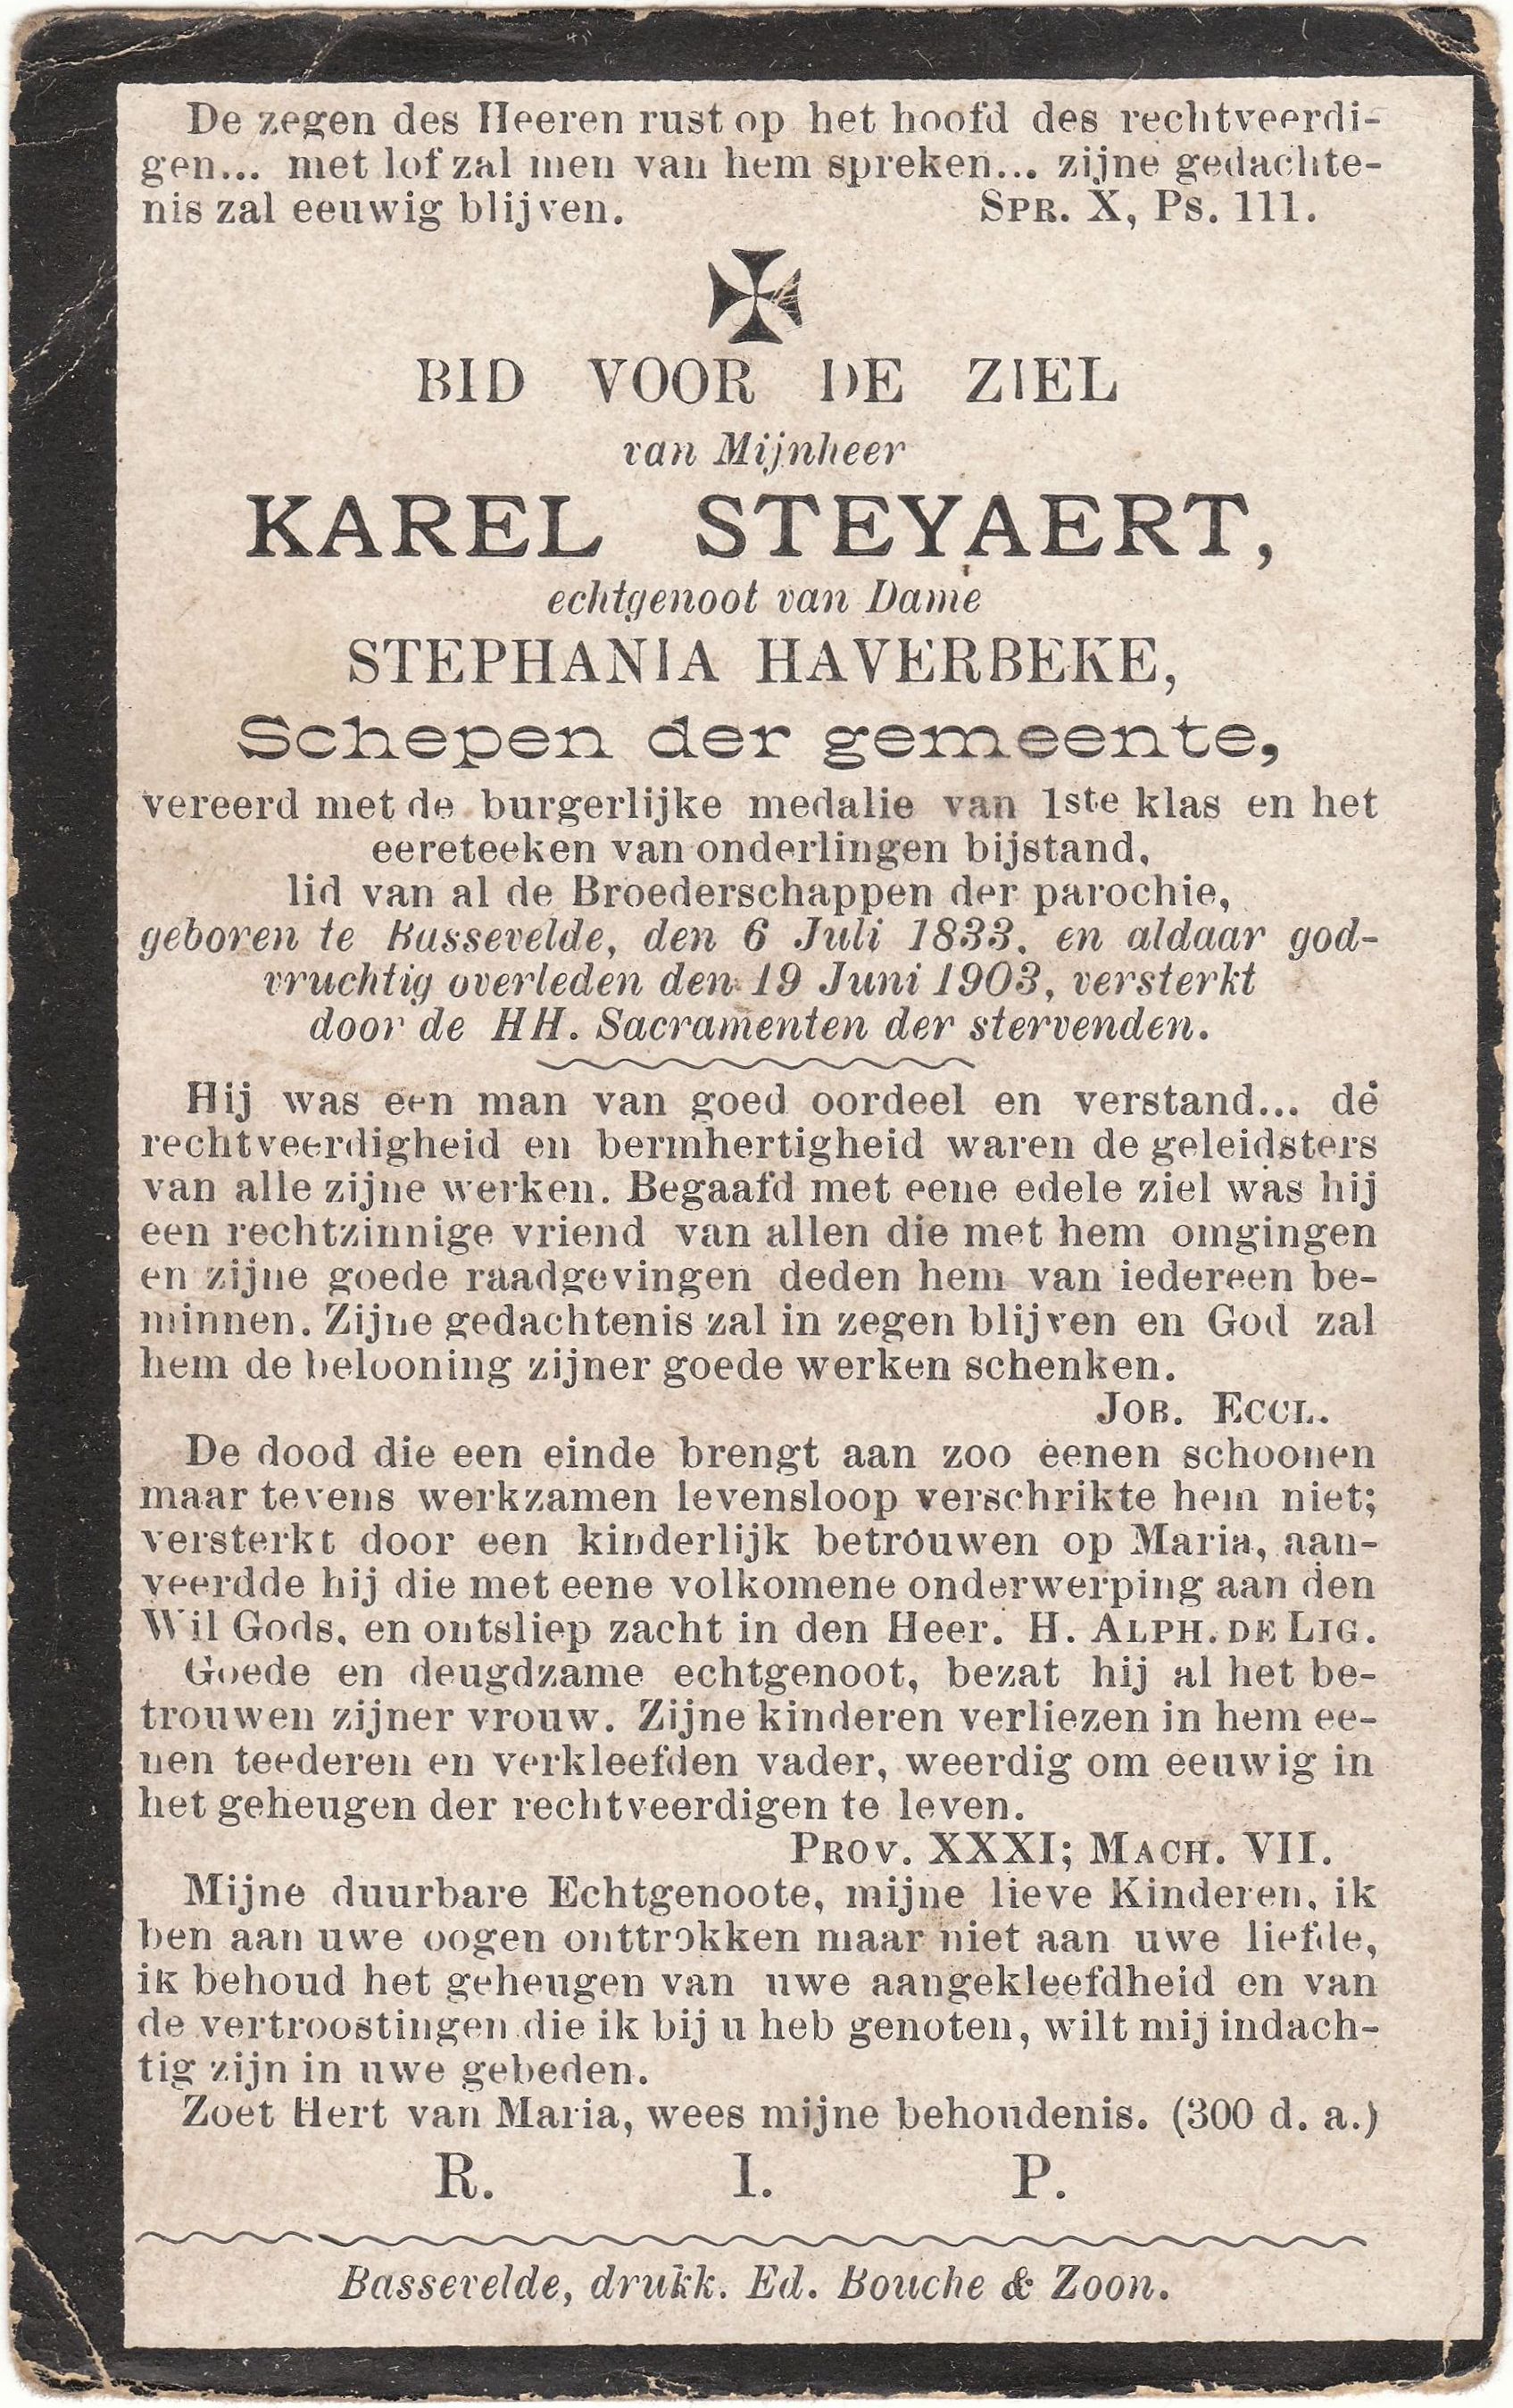 De zegen des Heeren rust op het hoofd des rechtveerdi-
gen... met lof zal men van hem spreken... zijne gedachte-
nis zal eeuwig blijven. SPR. X, PS. 111.
BID VOOR DE ZIEL
van Mijnheer
KAREL STEYAERT,
echtgenoot van Dame
STEPHANIA HAVERBEKE,
Schepen der gemeente,
vereerd met de burgerlijke medalie van 1ste klas en het
eereteeken van onderlingen bijstand,
lid van al de Broederschappen der parochie,
geboren te Bassevelde, den 6 Juli 1833, en aldaar god-
vruchtig overleden den 19 Juni 1903, versterkt
door de HH. Sacramenten der stervenden.
Hij was een man van goed oordeel en verstand... de
rechtveerdigheid en bermhertigheid waren de geleidsters
van alle zijne werken. Begaafd met eene edele ziel was hij
een rechtzinnige vriend van allen die met hem omgingen
en zijne goede raadgevingen deden hem van iedereen be-
minnen. Zijne gedachtenis zal in zegen blijven en God zal
hem de belooning zijner goede werken schenken.
JOB. ECCL.
De dood die een einde brengt aan zoo eenen schoonen
maar tevens werkzamen levensloop verschrikte hem niet;
versterkt door een kinderlijk betrouwen op Maria, aan-
veerdde hij die met eene volkomene onderwerping aan den
Wil Gods, en ontsliep zacht in den Heer. H. ALPH. DE LIG.
Goede en deugdzame echtgenoot, bezat hij al het be-
trouwen zijner vrouw. Zijne kinderen verliezen in hem ee-
nen teederen en verkleefden vader, weerdig om eeuwig in
het geheugen der rechtveerdigen te leven.
PROV. XXXI; MACH. VII.
Mijne duurbare Echtgenoote, mijne lieve Kinderen, ik
ben aan uwe oogen onttrokken maar niet aan uwe liefde,
ik behoud het geheugen van uwe aangekleefdheid en van
de vertroostingen die ik bij u heb genoten, wilt mij indach-
tig zijn in uwe gebeden.
Zoet Hert van Maria, wees mijne behoudenis. (300 d. a.)
R. I. P.
Bassevelde, drukk. Ed. Bouche & Zoon.